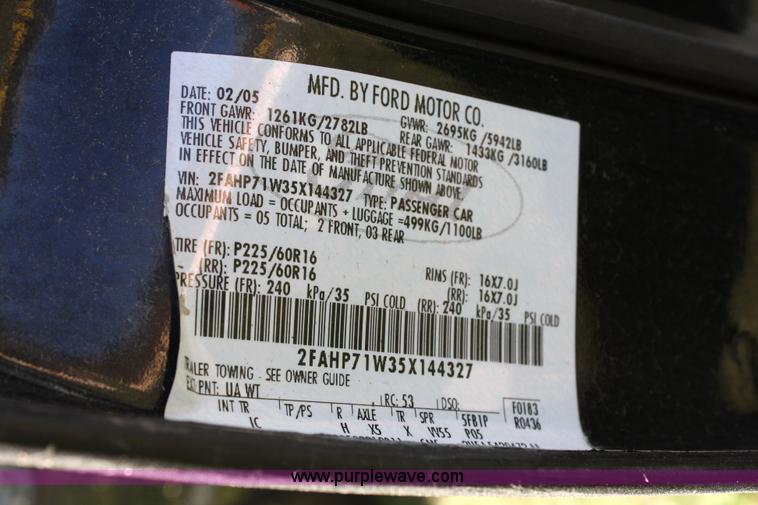 MFD. BY FORD MOTOR CO.
DATE: 02/05 GVWR: 2695KG/5942LB
FRONT GAWR: 1261KG/2782LB REAR GAWR: 1433KG/3160LB
THIS VEHICLE CONFORMS TO ALL APPLICABLE FEDERAL MOTOR
VEHICLE SAFETY, BUMPER, AND THEFT PREVENTION STANDARDS
IN EFFECT ON THE DATE OF MANUFACTURE SHOWN ABOVE.
VIN: 2FAHP71W35X144327 TYPE: PASSENGER CAR
MAXIMUM LOAD = OCCUPANTS + LUGGAGE =499KG/1100LB
OCCUPANTS = 05 TOTAL; 2 FRONT, 03 REAR
TIRE (FR): P225/60R16 RIMS (FR): 16X7.0J
(RR): P225/60R16 (RR): 16X7.0J
PRESSURE (FR): 240 kPa/35 PSI COLD (RR): 240 kPa/35 PSI COLD
2FAHP71W35X144327
TRAILER TOWING - SEE OWNER GUIDE
EXT PNT: UA WT RC: 53 DSO: F0183
INT TR TP/PS R AXLE TR SPR 5FB1P R0436
IC H X5 X VV55 POS
www.purplewave.com